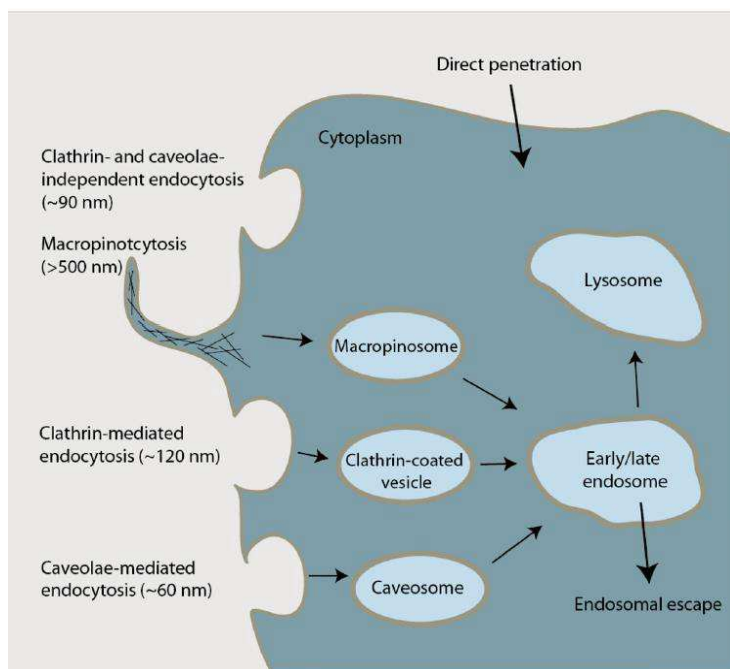 Direct penetration
Cytoplasm
Clathrin- and caveolae-
independent endocytosis
(~90 nm)
Macropinotcytosis
(>500 nm)
Lysosome
Macropinosome
Clathrin-mediated
endocytosis (~120 nm)
Clathrin-coated
vesicle
Early/late
endosome
Caveolae-mediated
endocytosis (~60 nm)
Caveosome
Endosomal escape